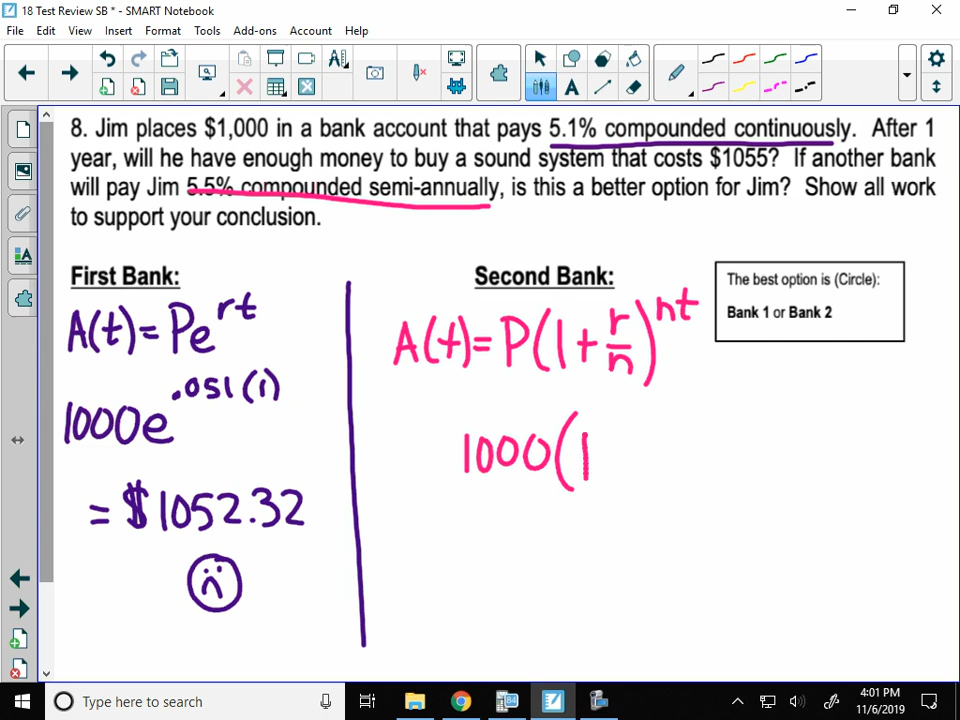 18 Test Review SB * - SMART Notebook
File Edit View Insert Format Tools Add-ons Account Help
8. Jim places $1,000 in a bank account that pays 5.1% compounded continuously. After 1
year, will he have enough money to buy a sound system that costs $1055? If another bank
will pay Jim 5.5% compounded semi-annually, is this a better option for Jim? Show all work
to support your conclusion.
First Bank:
A(t)=Pe^rt
1000e^.051(1)
= $1052.32
Second Bank:
A(t)=P(1+r/n)^nt
1000(1
The best option is (Circle):
Bank 1 or Bank 2
Type here to search
4:01 PM
11/6/2019